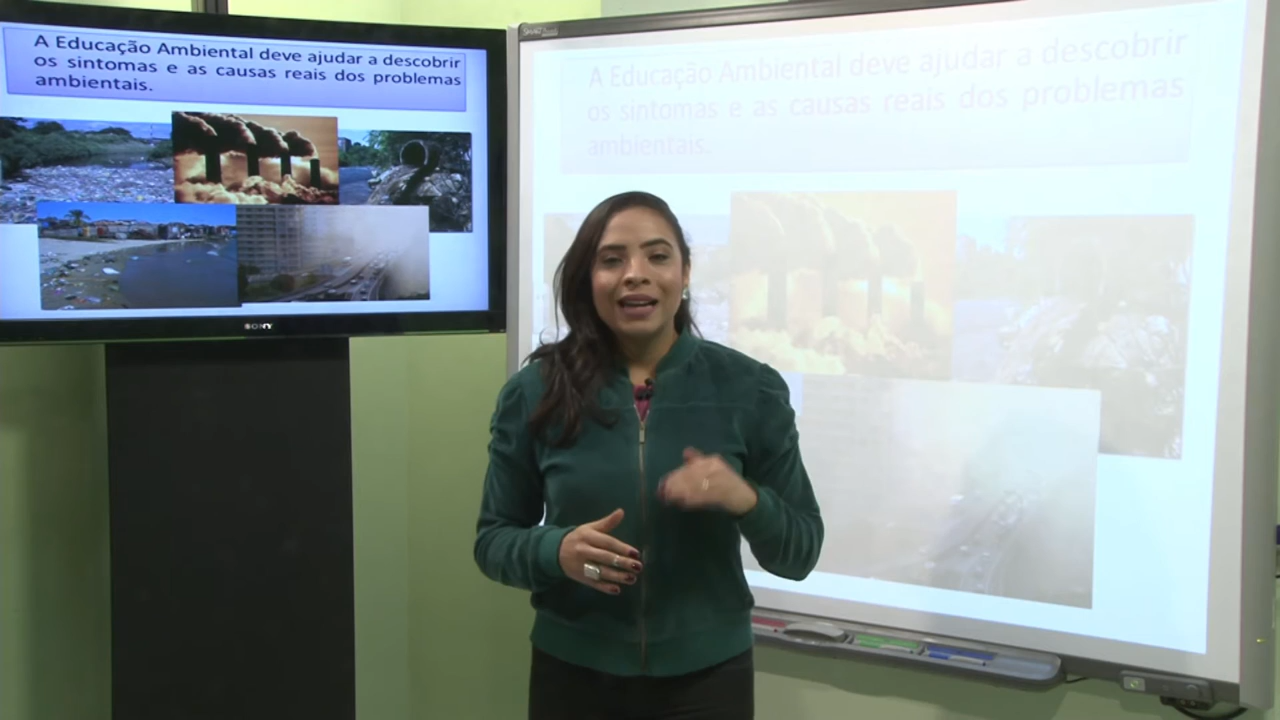 A Educação Ambiental deve ajudar a descobrir
os sintomas e as causas reais dos problemas
ambientais.
SONY
SMART
A Educação Ambiental deve ajudar a descobrir
os sintomas e as causas reais dos problemas
ambientais.